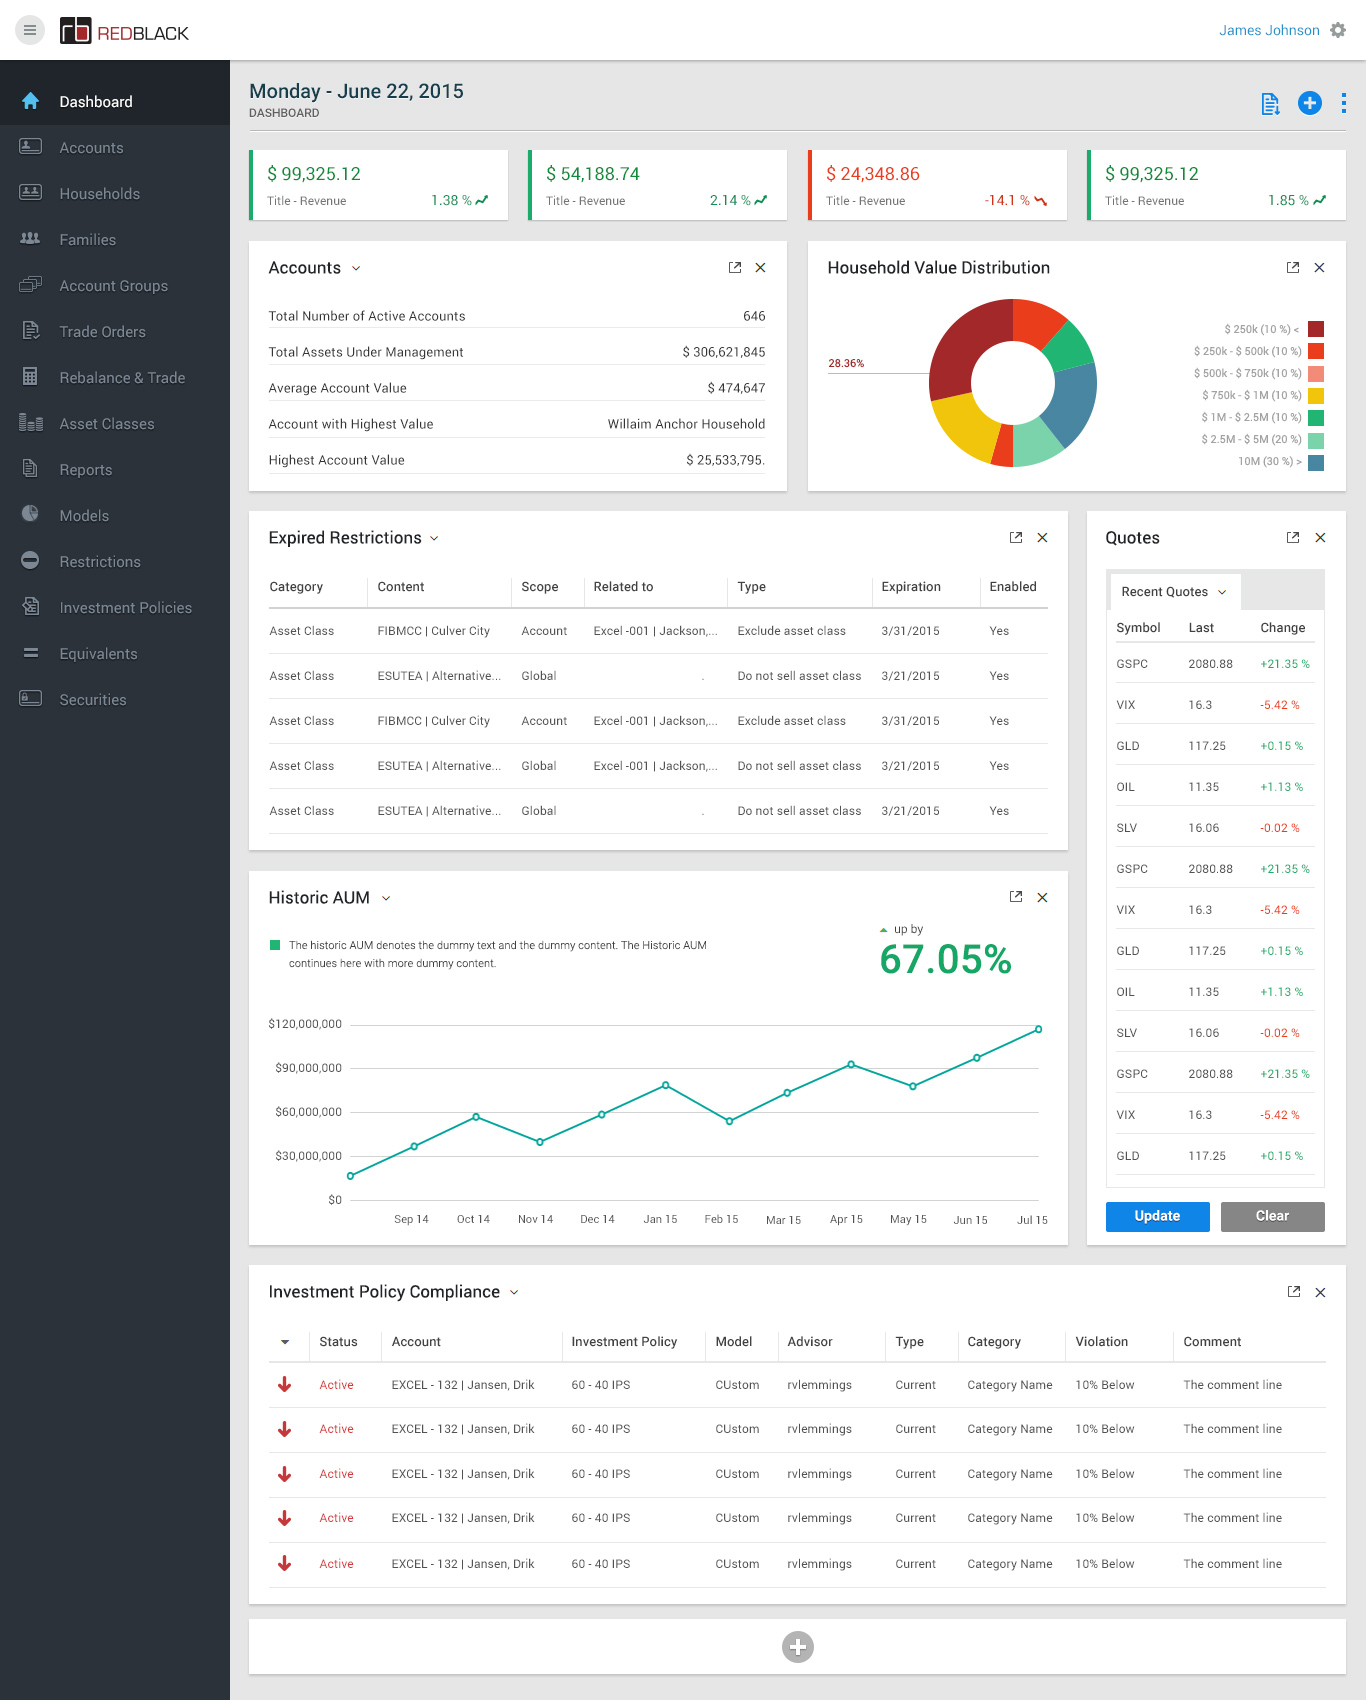 REDBLACK
James Johnson
Dashboard
Accounts
Households
Families
Account Groups
Trade Orders
Rebalance & Trade
Asset Classes
Reports
Models
Restrictions
Investment Policies
Equivalents
Securities
Monday - June 22, 2015
DASHBOARD
$ 99,325.12
Title - Revenue 1.38 %
$ 54,188.74
Title - Revenue 2.14 %
$ 24,348.86
Title - Revenue -14.1 %
$ 99,325.12
Title - Revenue 1.85 %
Accounts
Total Number of Active Accounts 646
Total Assets Under Management $ 306,621,845
Average Account Value $ 474,647
Account with Highest Value Willaim Anchor Household
Highest Account Value $ 25,533,795.
Household Value Distribution
28.36%
$ 250k (10 %) <
$ 250k - $ 500k (10 %)
$ 500k - $ 750k (10 %)
$ 750k - $ 1M (10 %)
$ 1M - $ 2.5M (10 %)
$ 2.5M - $ 5M (20 %)
10M (30 %) >
Expired Restrictions
Category Content Scope Related to Type Expiration Enabled
Asset Class FIBMCC | Culver City Account Excel -001 | Jackson,... Exclude asset class 3/31/2015 Yes
Asset Class ESUTEA | Alternative... Global . Do not sell asset class 3/21/2015 Yes
Asset Class FIBMCC | Culver City Account Excel -001 | Jackson,... Exclude asset class 3/31/2015 Yes
Asset Class ESUTEA | Alternative... Global Excel -001 | Jackson,... Do not sell asset class 3/21/2015 Yes
Asset Class ESUTEA | Alternative... Global . Do not sell asset class 3/21/2015 Yes
Quotes
Recent Quotes
Symbol Last Change
GSPC 2080.88 +21.35 %
VIX 16.3 -5.42 %
GLD 117.25 +0.15 %
OIL 11.35 +1.13 %
SLV 16.06 -0.02 %
GSPC 2080.88 +21.35 %
VIX 16.3 -5.42 %
GLD 117.25 +0.15 %
OIL 11.35 +1.13 %
SLV 16.06 -0.02 %
GSPC 2080.88 +21.35 %
VIX 16.3 -5.42 %
GLD 117.25 +0.15 %
Update Clear
Historic AUM
The historic AUM denotes the dummy text and the dummy content. The Historic AUM
continues here with more dummy content.
up by
67.05%
$120,000,000
$90,000,000
$60,000,000
$30,000,000
$0
Sep 14 Oct 14 Nov 14 Dec 14 Jan 15 Feb 15 Mar 15 Apr 15 May 15 Jun 15 Jul 15
Investment Policy Compliance
Status Account Investment Policy Model Advisor Type Category Violation Comment
Active EXCEL - 132 | Jansen, Drik 60 - 40 IPS CUstom rvlemmings Current Category Name 10% Below The comment line
Active EXCEL - 132 | Jansen, Drik 60 - 40 IPS CUstom rvlemmings Current Category Name 10% Below The comment line
Active EXCEL - 132 | Jansen, Drik 60 - 40 IPS CUstom rvlemmings Current Category Name 10% Below The comment line
Active EXCEL - 132 | Jansen, Drik 60 - 40 IPS CUstom rvlemmings Current Category Name 10% Below The comment line
Active EXCEL - 132 | Jansen, Drik 60 - 40 IPS CUstom rvlemmings Current Category Name 10% Below The comment line